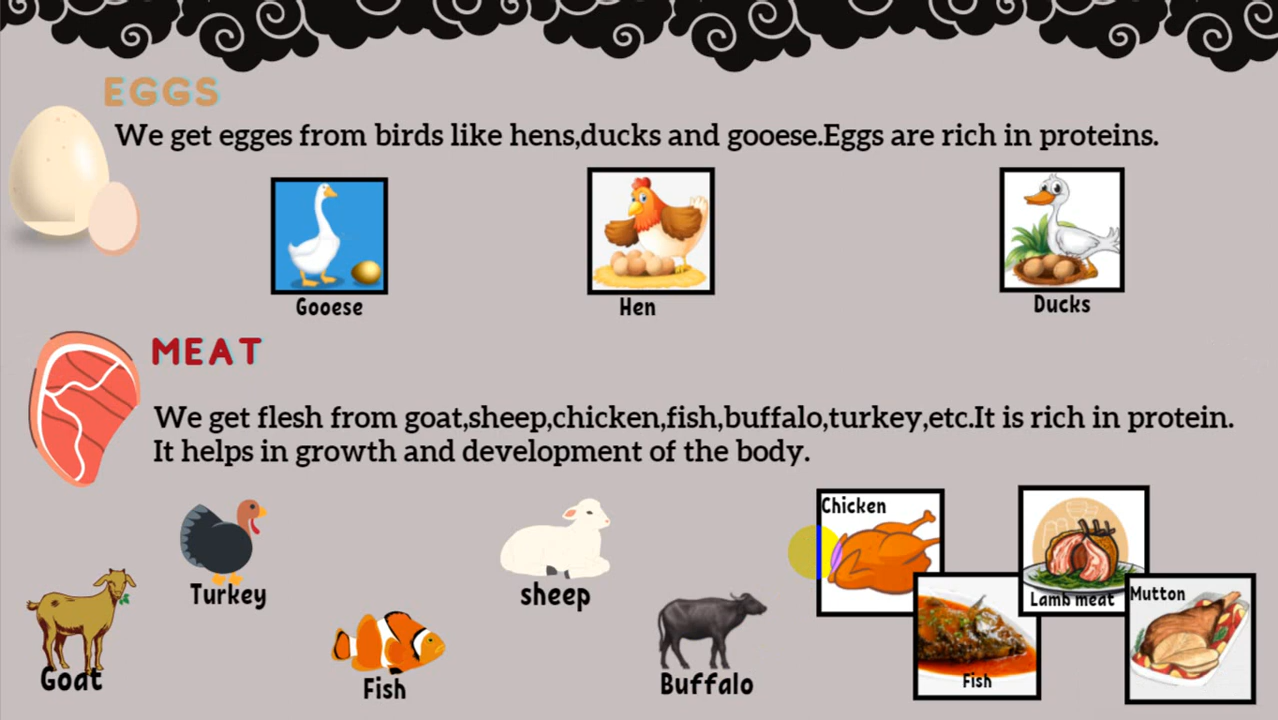 EGGS
We get egges from birds like hens,ducks and gooese.Eggs are rich in proteins.
Gooese
Hen
Ducks
MEAT
We get flesh from goat,sheep,chicken,fish,buffalo,turkey,etc.It is rich in protein.
It helps in growth and development of the body.
Chicken
Turkey
sheep
Lamb meat
Mutton
Goat
Fish
Buffalo
Fish